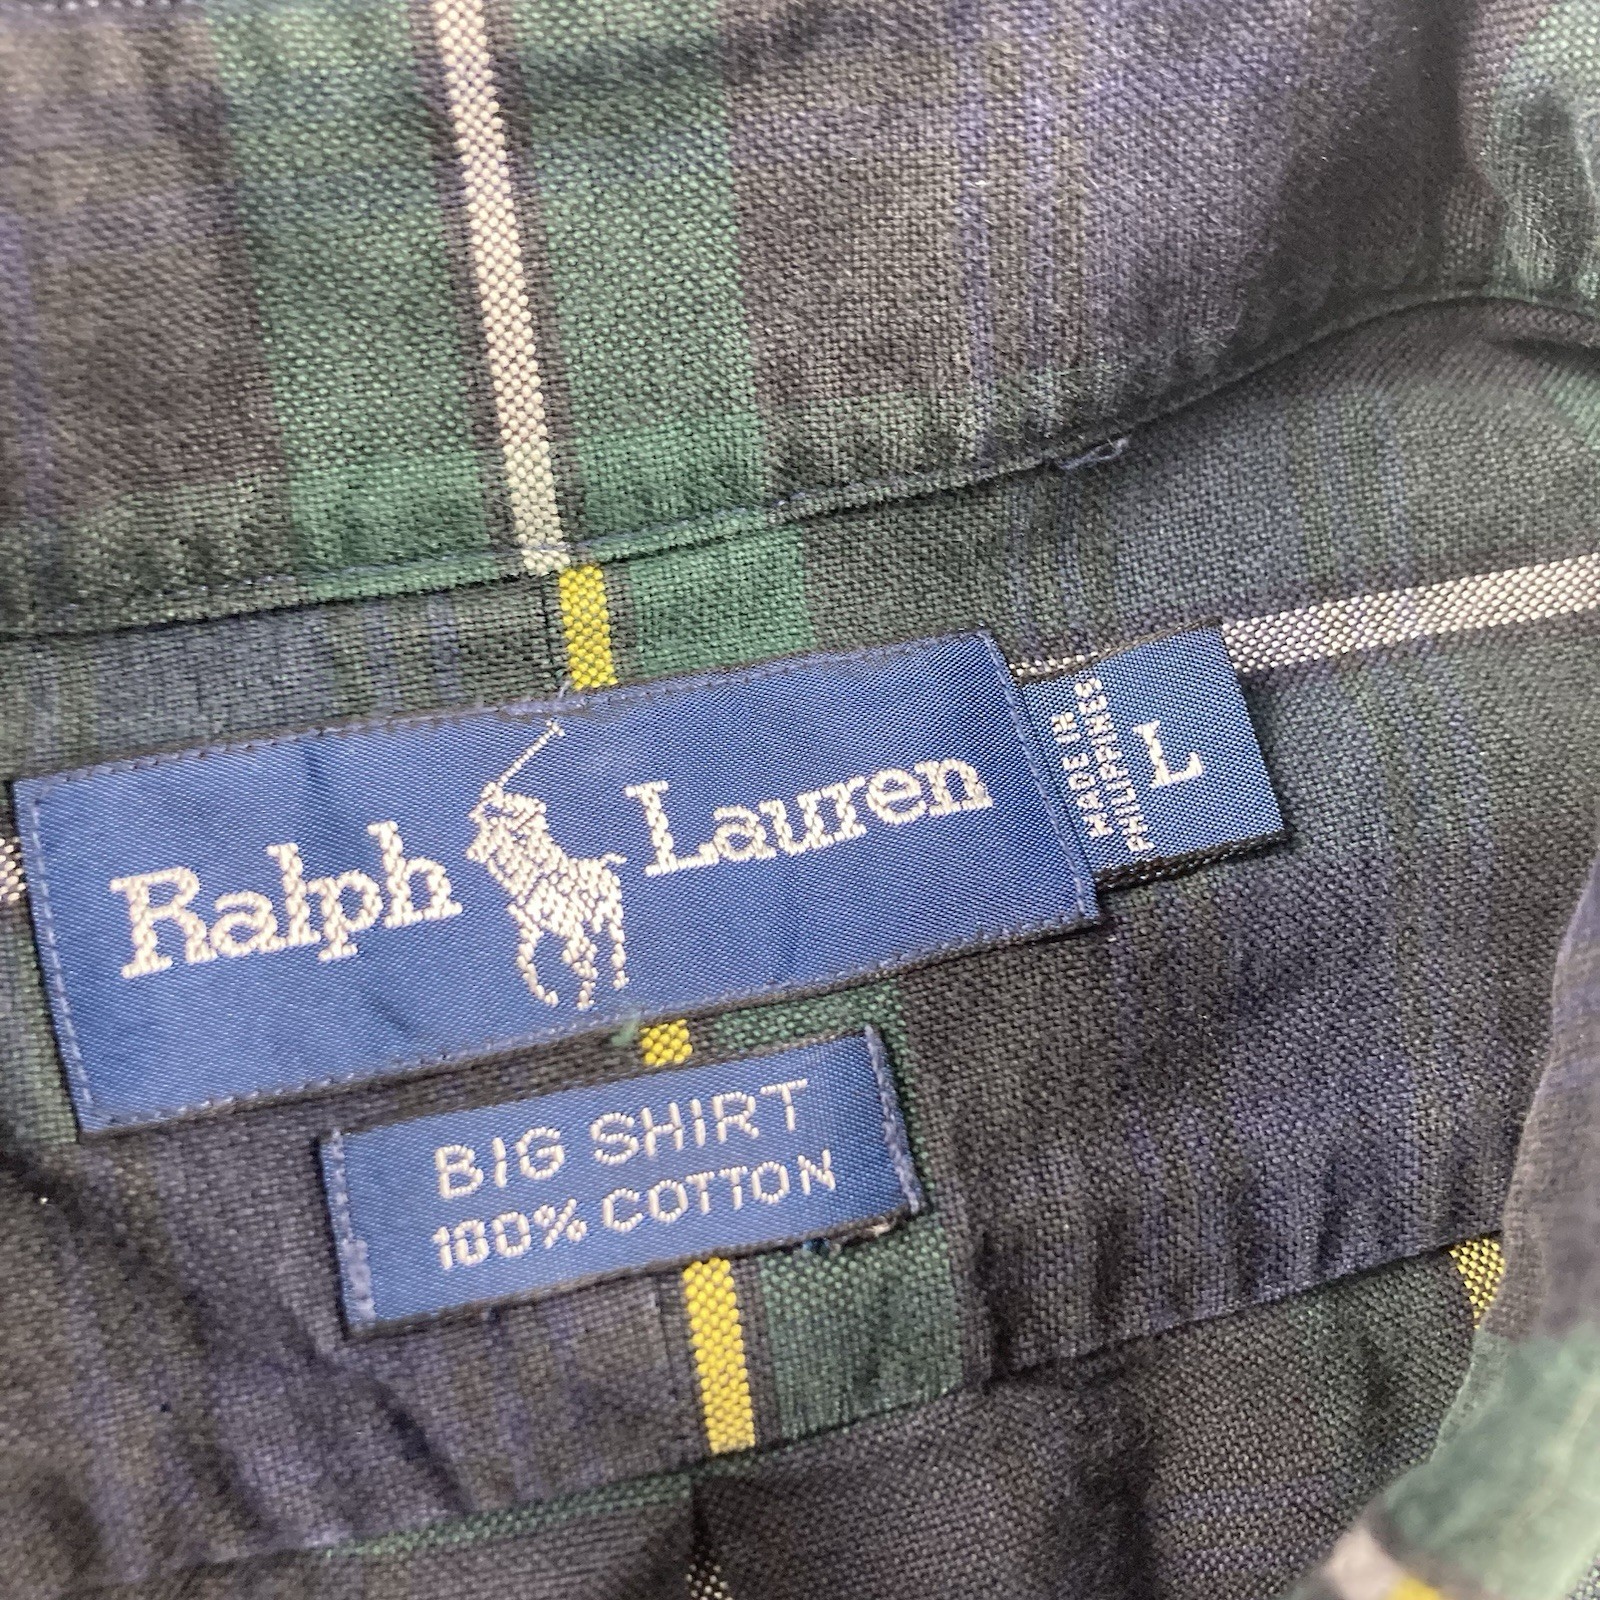 Ralph Lauren
MADE IN
PHILIPPINES
L
BIG SHIRT
100% COTTON